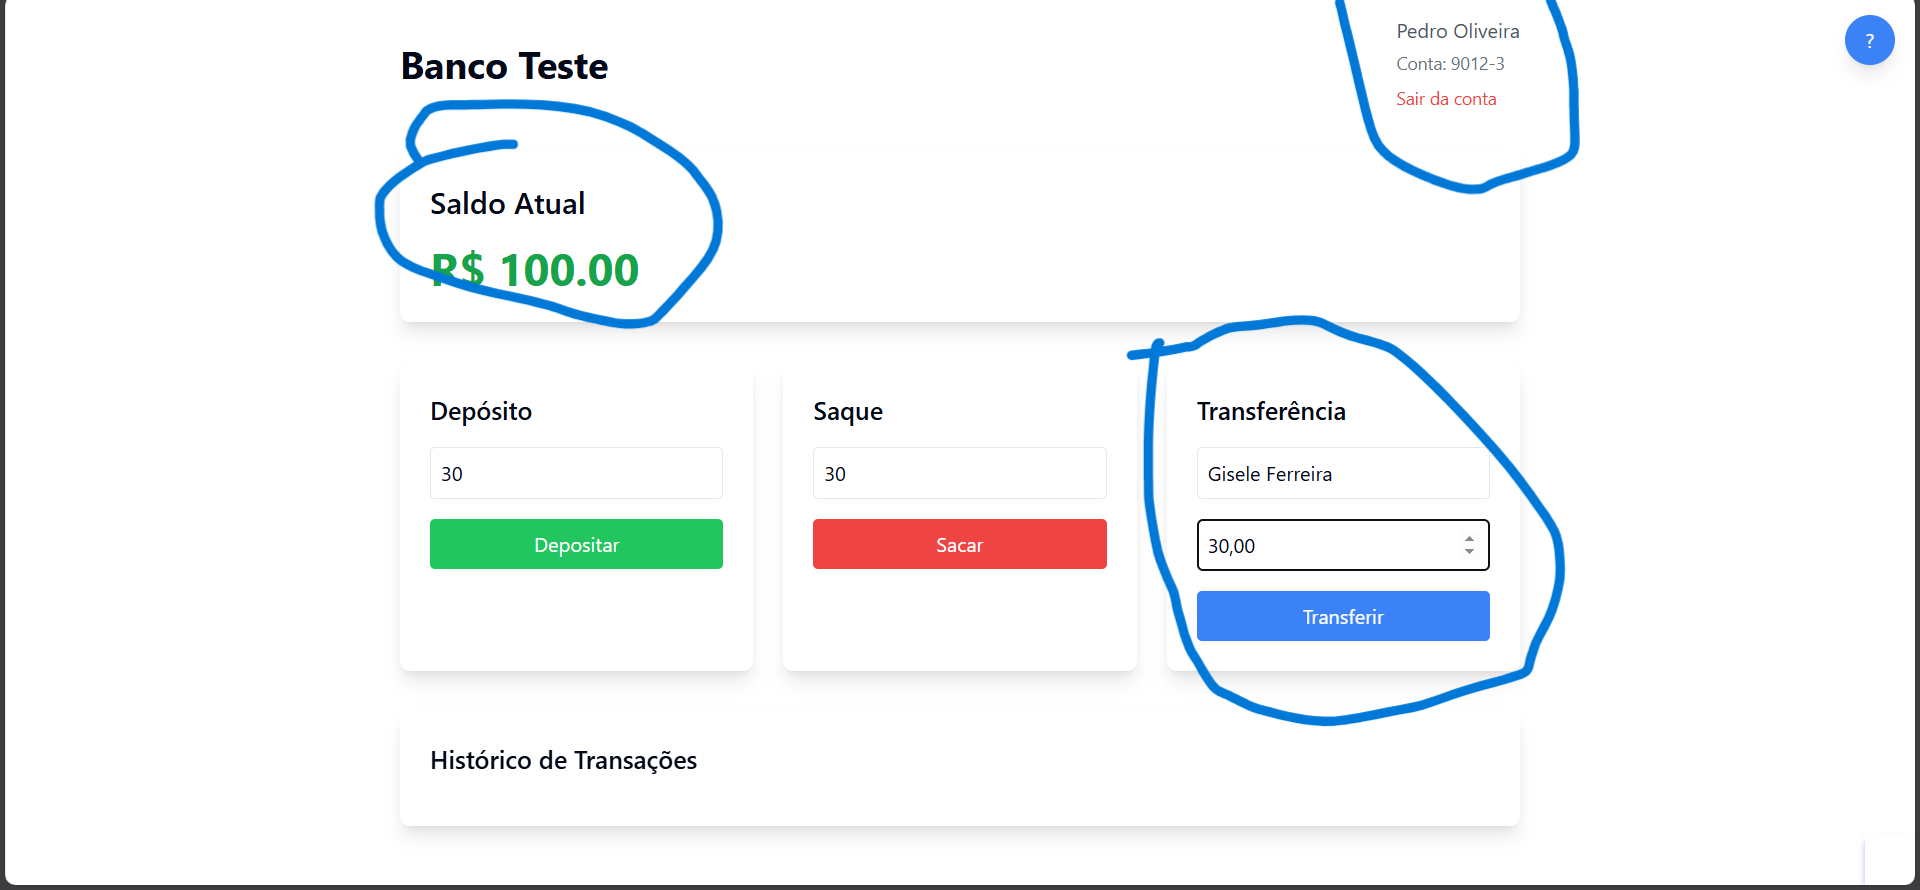 Pedro Oliveira
?
Banco Teste
Conta: 9012-3
Sair da conta
Saldo Atual
R$ 100.00
Depósito
30
Depositar
Saque
30
Sacar
Transferência
Gisele Ferreira
30,00
Transferir
Histórico de Transações